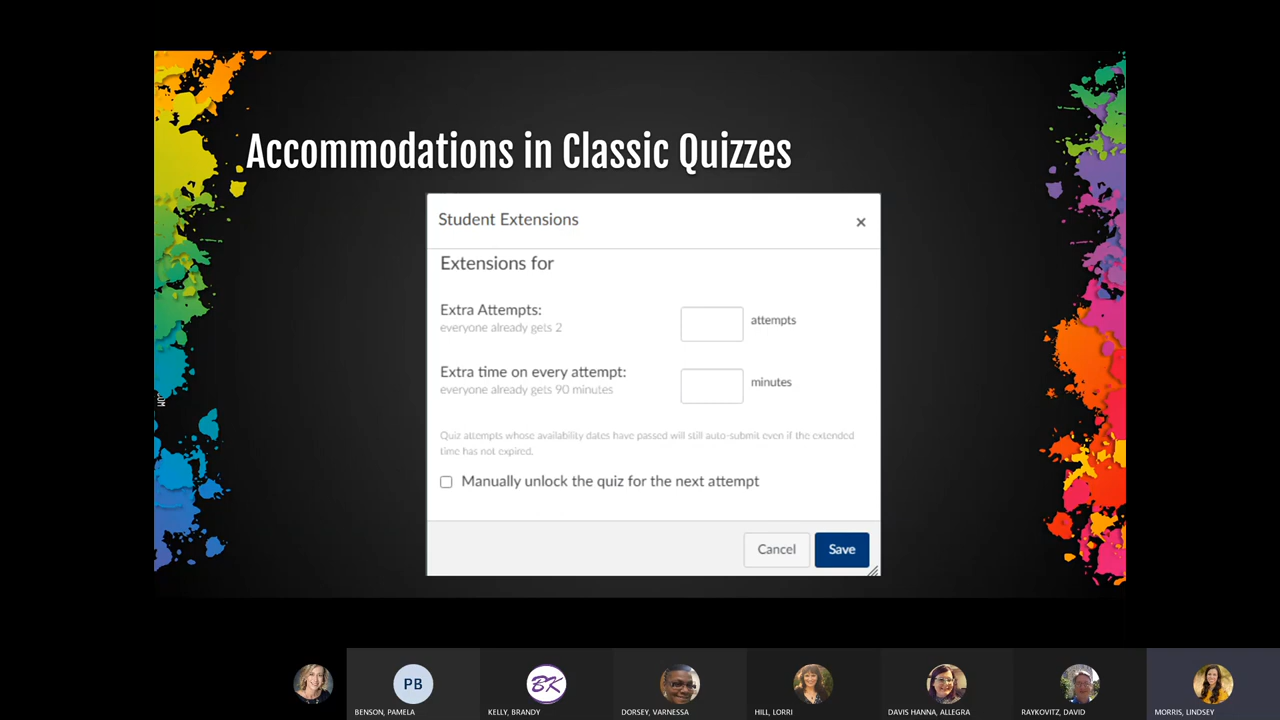 Accommodations in Classic Quizzes
Student Extensions ×
Extensions for
Extra Attempts:
everyone already gets 2
attempts
Extra time on every attempt:
everyone already gets 90 minutes
minutes
Quiz attempts whose availability dates have passed will still auto-submit even if the extended
time has not expired.
Manually unlock the quiz for the next attempt
Cancel Save
PB
BK
BENSON, PAMELA KELLY, BRANDY DORSEY, VARNESSA HILL, LORRI DAVIS HANNA, ALLEGRA RAYKOVITZ, DAVID MORRIS, LINDSEY